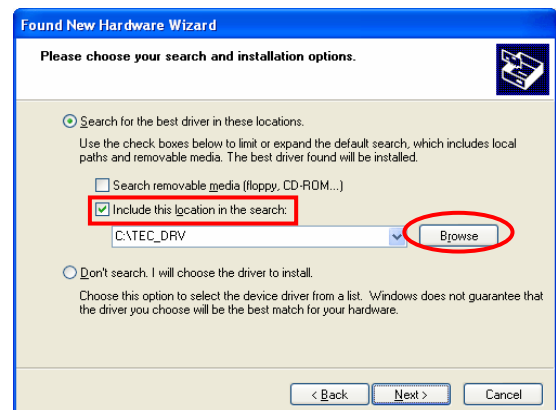 Found New Hardware Wizard
Please choose your search and installation options.
Search for the best driver in these locations.
Use the check boxes below to limit or expand the default search, which includes local
paths and removable media. The best driver found will be installed.
Search removable media (floppy, CD-ROM...)
Include this location in the search:
C:\TEC_DRV
Browse
Don't search. I will choose the driver to install.
Choose this option to select the device driver from a list. Windows does not guarantee that
the driver you choose will be the best match for your hardware.
< Back
Next >
Cancel